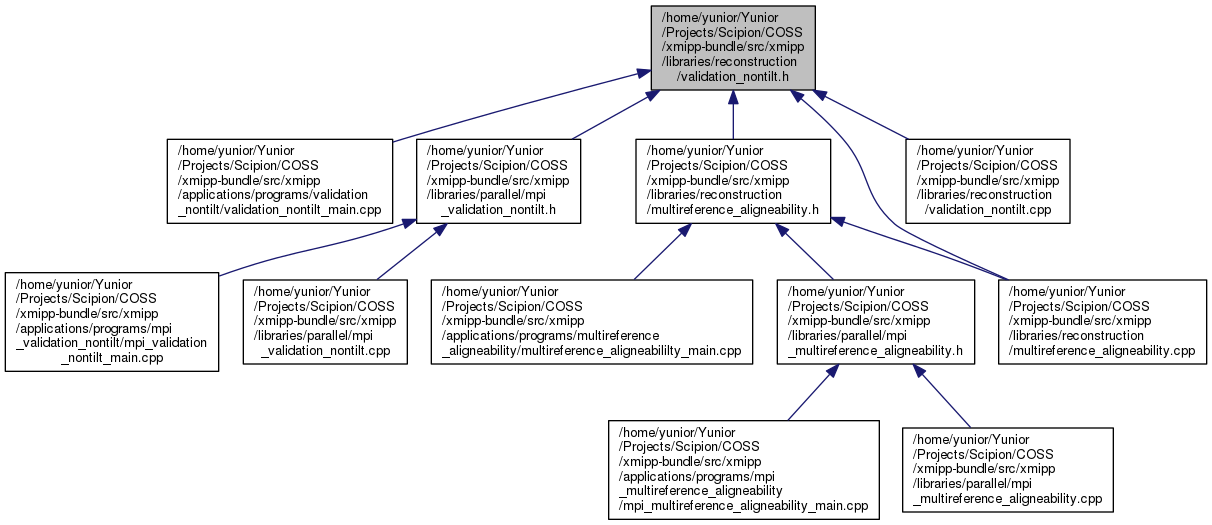 /home/yunior/Yunior
/Projects/Scipion/COSS
/xmipp-bundle/src/xmipp
/libraries/reconstruction
/validation_nontilt.h
/home/yunior/Yunior
/Projects/Scipion/COSS
/xmipp-bundle/src/xmipp
/applications/programs/validation
_nontilt/validation_nontilt_main.cpp
/home/yunior/Yunior
/Projects/Scipion/COSS
/xmipp-bundle/src/xmipp
/libraries/parallel/mpi
_validation_nontilt.h
/home/yunior/Yunior
/Projects/Scipion/COSS
/xmipp-bundle/src/xmipp
/libraries/reconstruction
/multireference_aligneability.h
/home/yunior/Yunior
/Projects/Scipion/COSS
/xmipp-bundle/src/xmipp
/libraries/reconstruction
/validation_nontilt.cpp
/home/yunior/Yunior
/Projects/Scipion/COSS
/xmipp-bundle/src/xmipp
/applications/programs/mpi
_validation_nontilt/mpi_validation
_nontilt_main.cpp
/home/yunior/Yunior
/Projects/Scipion/COSS
/xmipp-bundle/src/xmipp
/libraries/parallel/mpi
_validation_nontilt.cpp
/home/yunior/Yunior
/Projects/Scipion/COSS
/xmipp-bundle/src/xmipp
/applications/programs/multireference
_aligneability/multireference_aligneabililty_main.cpp
/home/yunior/Yunior
/Projects/Scipion/COSS
/xmipp-bundle/src/xmipp
/libraries/parallel/mpi
_multireference_aligneability.h
/home/yunior/Yunior
/Projects/Scipion/COSS
/xmipp-bundle/src/xmipp
/libraries/reconstruction
/multireference_aligneability.cpp
/home/yunior/Yunior
/Projects/Scipion/COSS
/xmipp-bundle/src/xmipp
/applications/programs/mpi
_multireference_aligneability
/mpi_multireference_aligneability_main.cpp
/home/yunior/Yunior
/Projects/Scipion/COSS
/xmipp-bundle/src/xmipp
/libraries/parallel/mpi
_multireference_aligneability.cpp